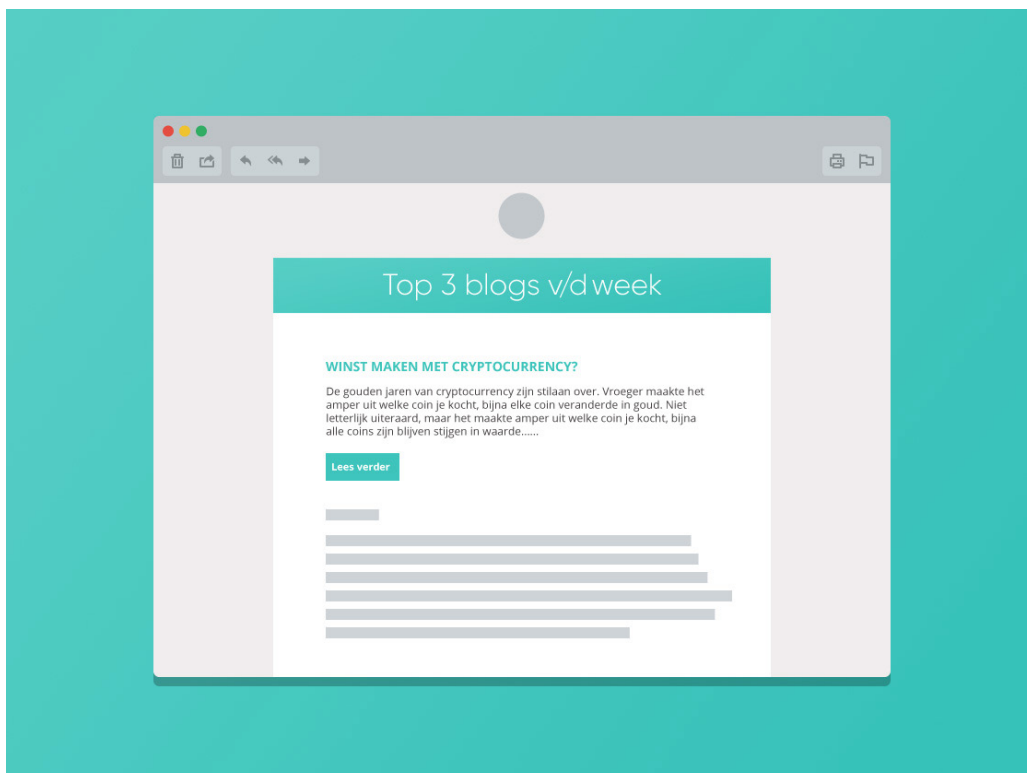 Top 3 blogs v/d week
WINST MAKEN MET CRYPTOCURRENCY?
De gouden jaren van cryptocurrency zijn stilaan over. Vroeger maakte het
amper uit welke coin je kocht, bijna elke coin veranderde in goud. Niet
letterlijk uiteraard, maar het maakte amper uit welke coin je kocht, bijna
alle coins zijn blijven stijgen in waarde......
Lees verder